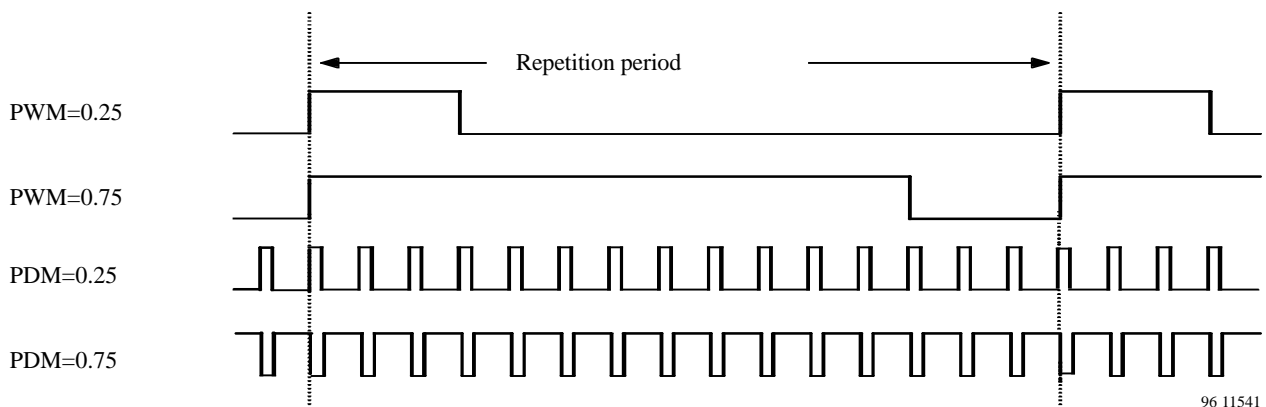 Repetition period
PWM=0.25
PWM=0.75
PDM=0.25
PDM=0.75
96 11541